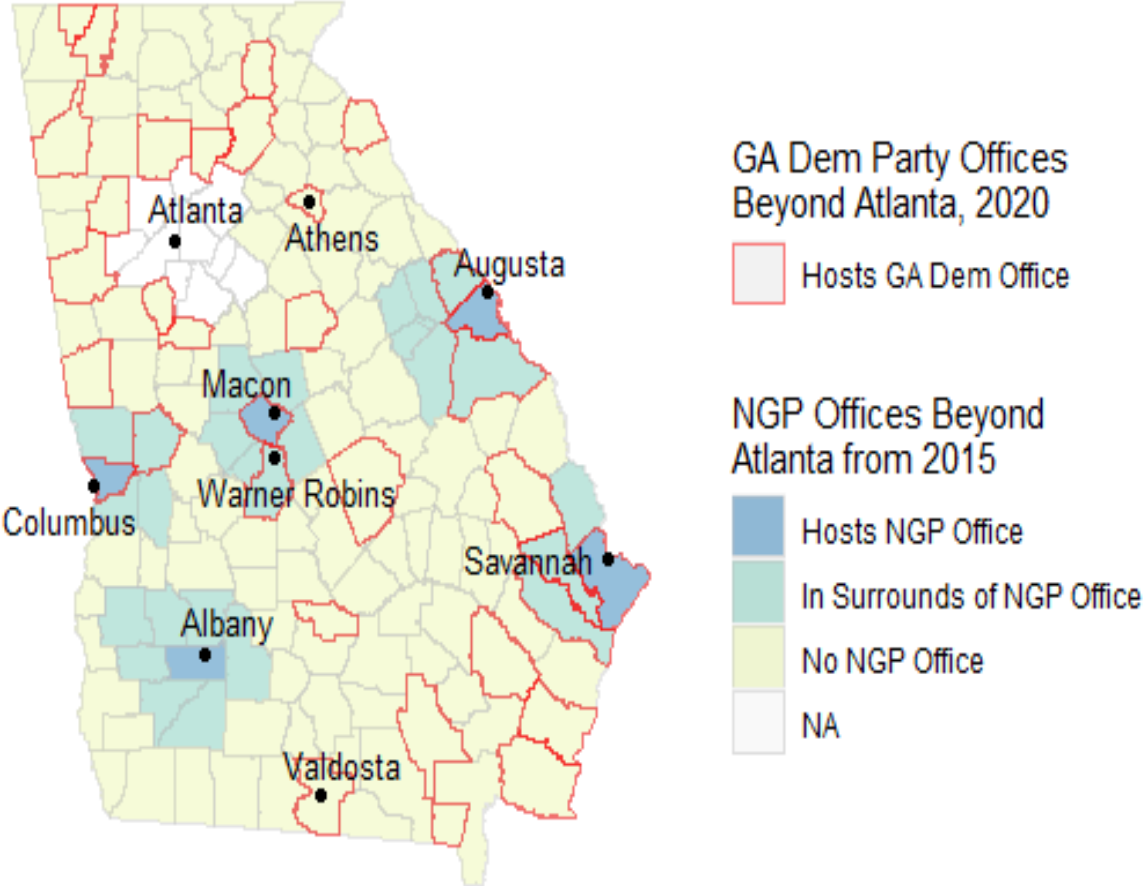 Atlanta
Athens
Augusta
Macon
Warner Robins
Columbus
Savannah
Albany
Valdosta
GA Dem Party Offices
Beyond Atlanta, 2020
Hosts GA Dem Office
NGP Offices Beyond
Atlanta from 2015
Hosts NGP Office
In Surrounds of NGP Office
No NGP Office
NA